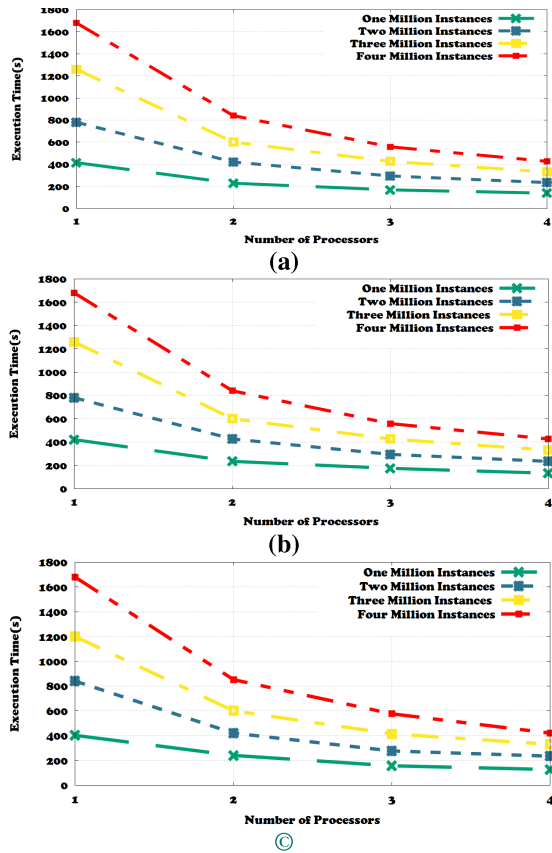 1800
1600
1400
1200
1000
800
600
400
200
0
Execution Time(s)
One Million Instances
Two Million Instances
Three Million Instances
Four Million Instances
1 2 3 4
Number of Processors
(a)
1800
1600
1400
1200
1000
800
600
400
200
0
Execution Time(s)
One Million Instances
Two Million Instances
Three Million Instances
Four Million Instances
1 2 3 4
Number of Processors
(b)
1800
1600
1400
1200
1000
800
600
400
200
0
Execution Time(s)
One Million Instances
Two Million Instances
Three Million Instances
Four Million Instances
1 2 3 4
Number of Processors
©